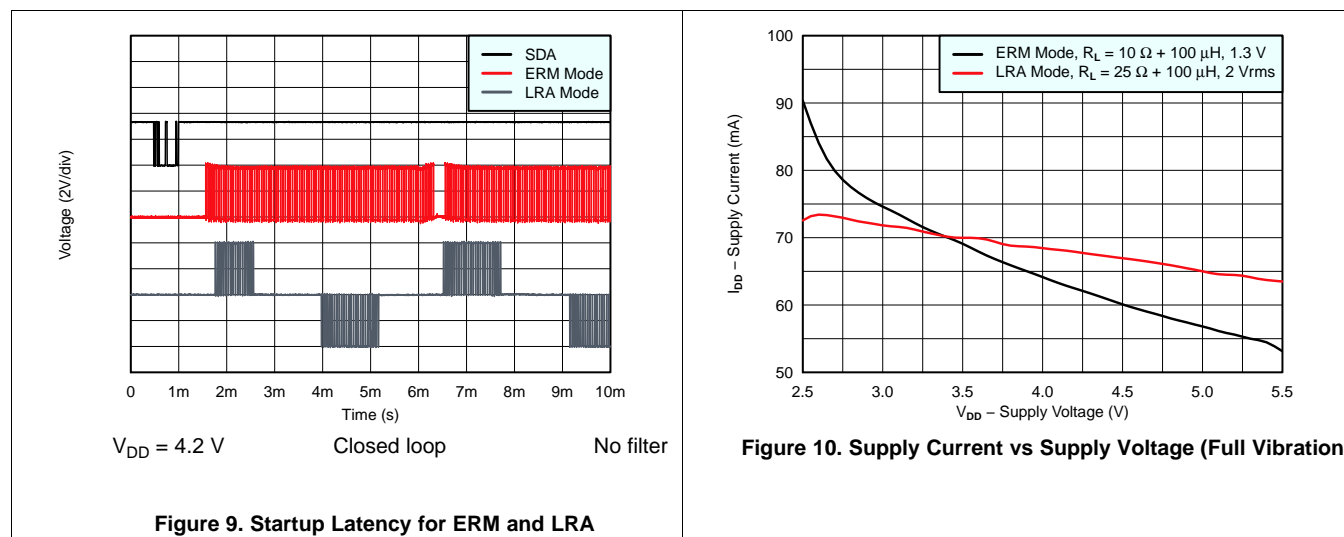 SDA
ERM Mode
LRA Mode
Voltage (2V/div)
0 1m 2m 3m 4m 5m 6m 7m 8m 9m 10m
Time (s)
V_DD = 4.2 V Closed loop No filter
Figure 9. Startup Latency for ERM and LRA
ERM Mode, R_L = 10 Ω + 100 μH, 1.3 V
LRA Mode, R_L = 25 Ω + 100 μH, 2 Vrms
I_DD – Supply Current (mA)
100
90
80
70
60
50
2.5 3.0 3.5 4.0 4.5 5.0 5.5
V_DD – Supply Voltage (V)
Figure 10. Supply Current vs Supply Voltage (Full Vibration